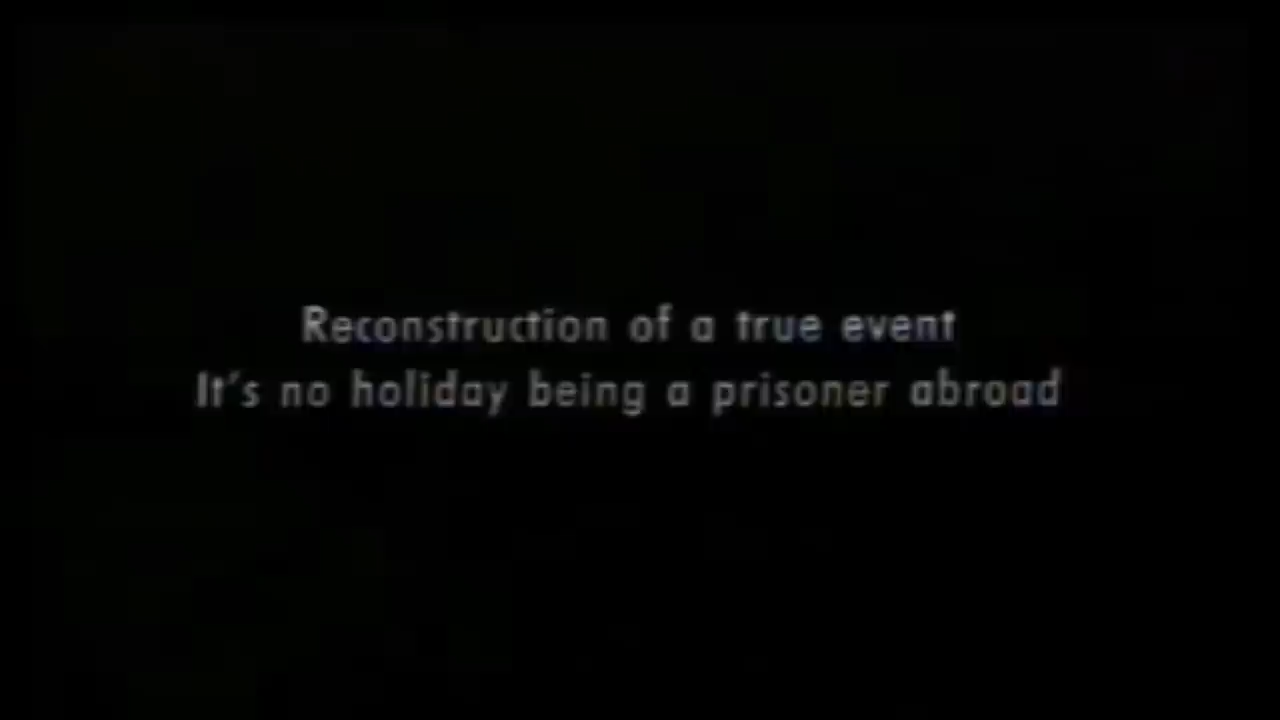 Reconstruction of a true event
It's no holiday being a prisoner abroad